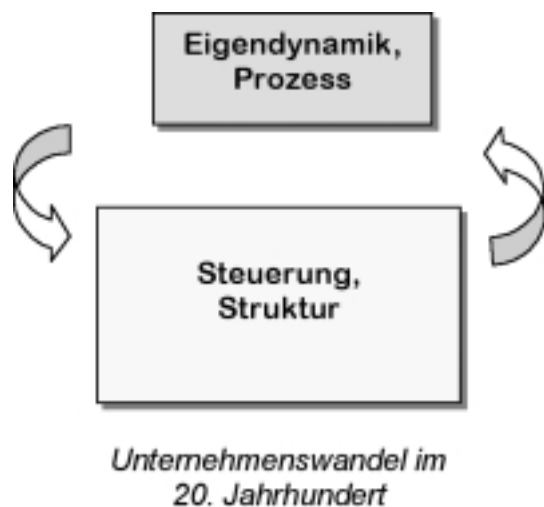 Eigendynamik,
Prozess
Steuerung,
Struktur
Unternehmenswandel im
20. Jahrhundert